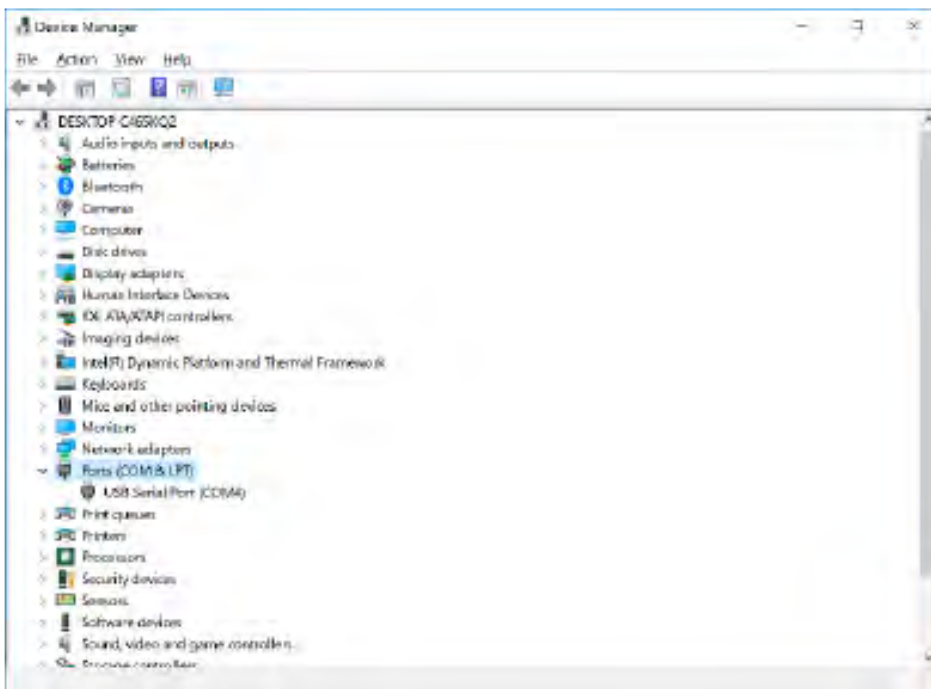 Device Manager
File Action View Help
DESKTOP-C465KQ2
Audio inputs and outputs
Batteries
Bluetooth
Cameras
Computer
Disk drives
Display adapters
Human Interface Devices
IDE ATA/ATAPI controllers
Imaging devices
Intel(R) Dynamic Platform and Thermal Framework
Keyboards
Mice and other pointing devices
Monitors
Network adapters
Ports (COM & LPT)
USB Serial Port (COM4)
Print queues
Printers
Processors
Security devices
Sensors
Software devices
Sound, video and game controllers
Storage controllers